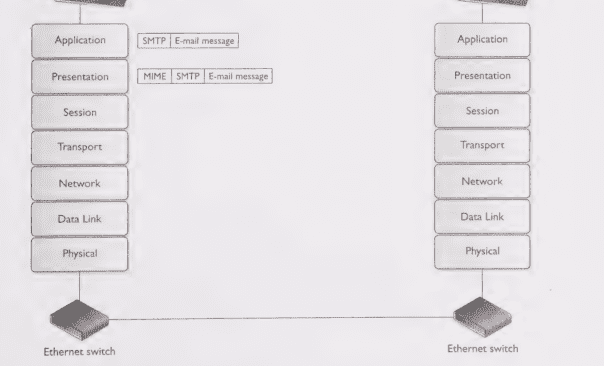 Application
SMTP E-mail message
Application
Presentation
MIME SMTP E-mail message
Presentation
Session
Session
Transport
Transport
Network
Network
Data Link
Data Link
Physical
Physical
Ethernet switch
Ethernet switch